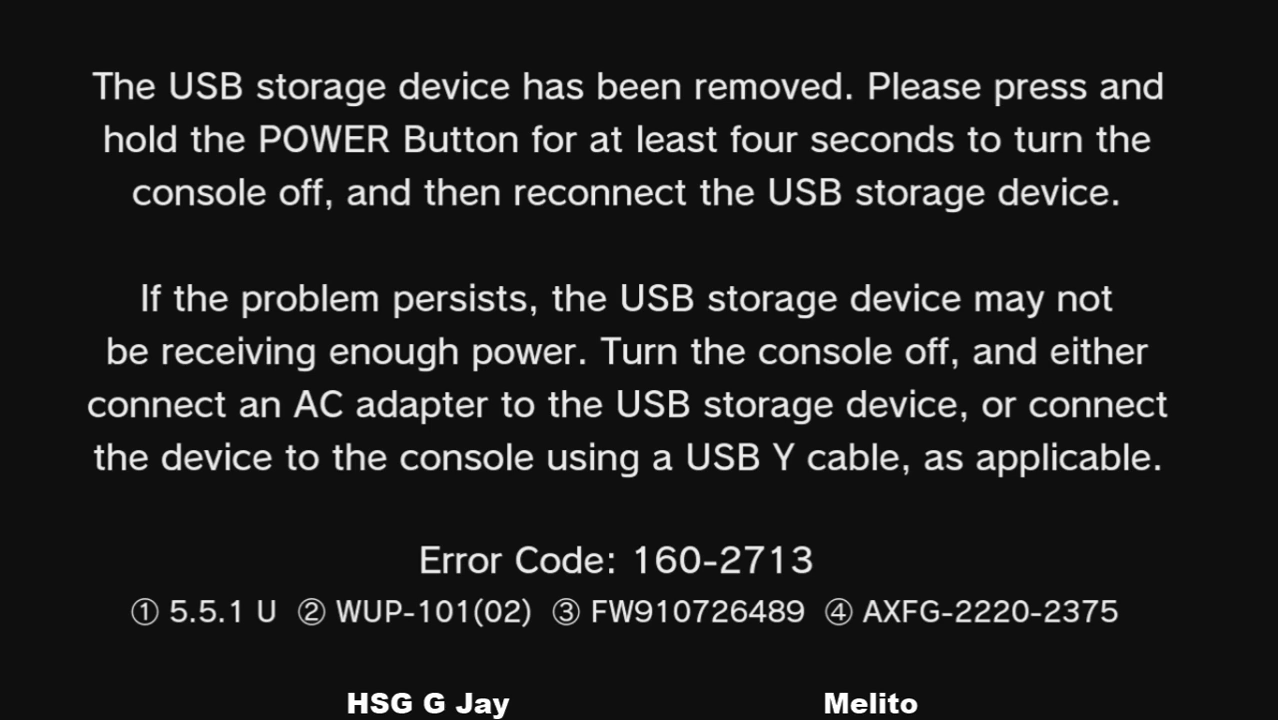 The USB storage device has been removed. Please press and
hold the POWER Button for at least four seconds to turn the
console off, and then reconnect the USB storage device.
If the problem persists, the USB storage device may not
be receiving enough power. Turn the console off, and either
connect an AC adapter to the USB storage device, or connect
the device to the console using a USB Y cable, as applicable.
Error Code: 160-2713
① 5.5.1 U ② WUP-101(02) ③ FW910726489 ④ AXFG-2220-2375
HSG G Jay Melito